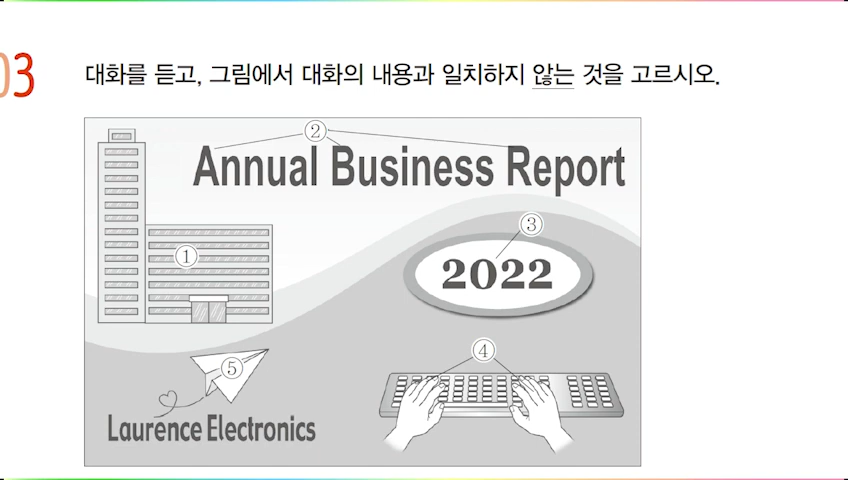 03
대화를 듣고, 그림에서 대화의 내용과 일치하지 않는 것을 고르시오.
②
Annual Business Report
③
①
2022
④
⑤
Laurence Electronics